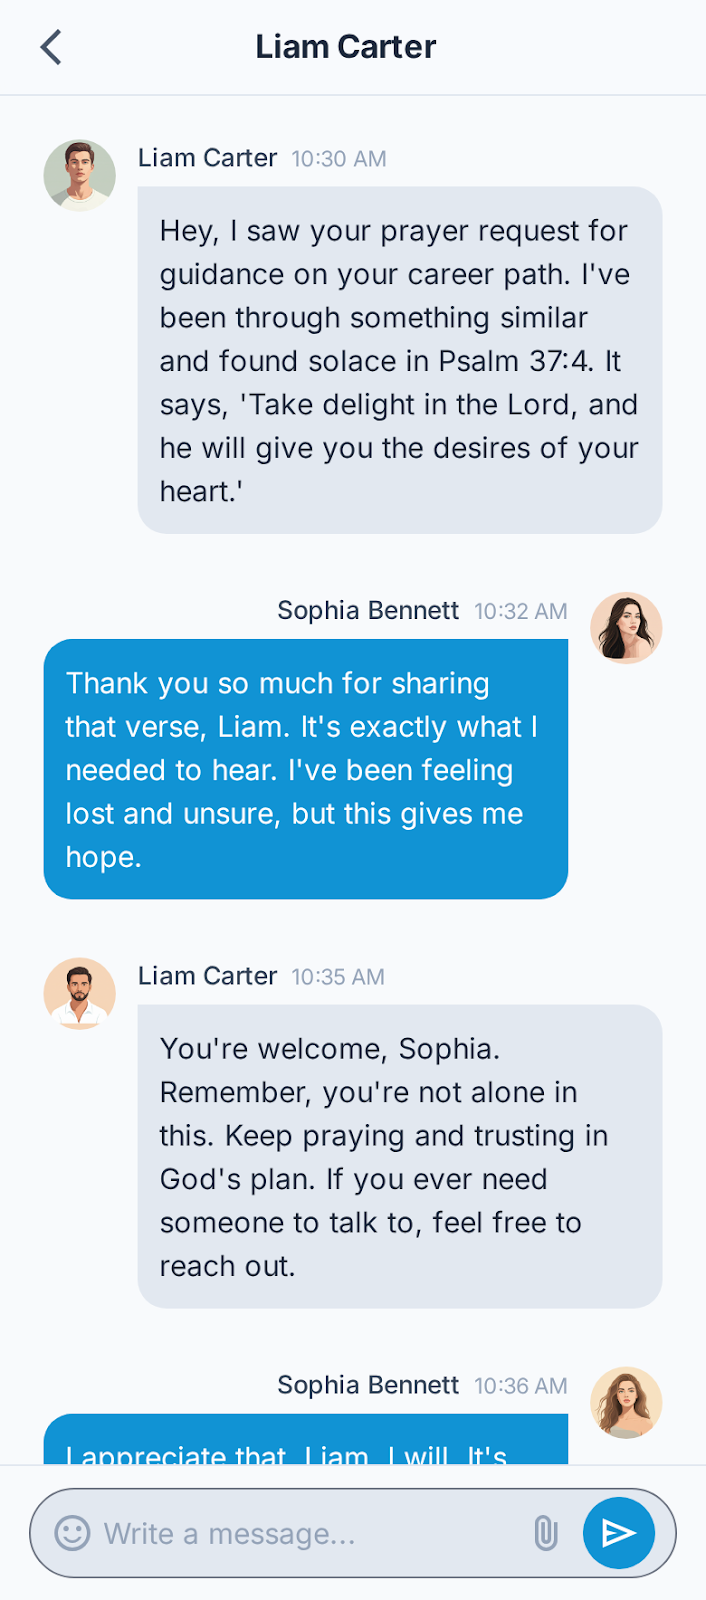 Liam Carter
Liam Carter 10:30 AM
Hey, I saw your prayer request for
guidance on your career path. I've
been through something similar
and found solace in Psalm 37:4. It
says, 'Take delight in the Lord, and
he will give you the desires of your
heart.'
Sophia Bennett 10:32 AM
Thank you so much for sharing
that verse, Liam. It's exactly what I
needed to hear. I've been feeling
lost and unsure, but this gives me
hope.
Liam Carter 10:35 AM
You're welcome, Sophia.
Remember, you're not alone in
this. Keep praying and trusting in
God's plan. If you ever need
someone to talk to, feel free to
reach out.
Sophia Bennett 10:36 AM
I appreciate that, Liam. I will. It's
Write a message...